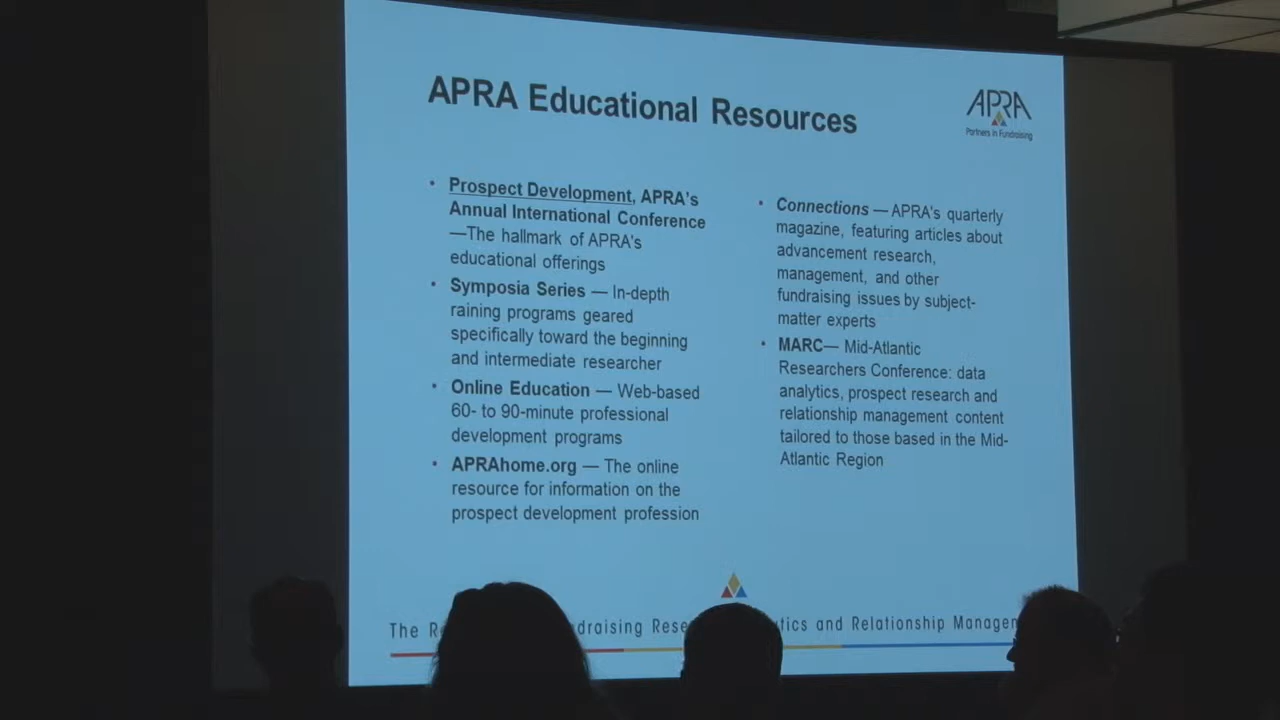 APRA Educational Resources
APRA
Partners in Fundraising
• Prospect Development, APRA's
Annual International Conference
—The hallmark of APRA's
educational offerings
• Symposia Series — In-depth
raining programs geared
specifically toward the beginning
and intermediate researcher
• Online Education — Web-based
60- to 90-minute professional
development programs
• APRAhome.org — The online
resource for information on the
prospect development profession
• Connections — APRA's quarterly
magazine, featuring articles about
advancement research,
management, and other
fundraising issues by subject-
matter experts
• MARC— Mid-Atlantic
Researchers Conference: data
analytics, prospect research and
relationship management content
tailored to those based in the Mid-
Atlantic Region
The and Relationship